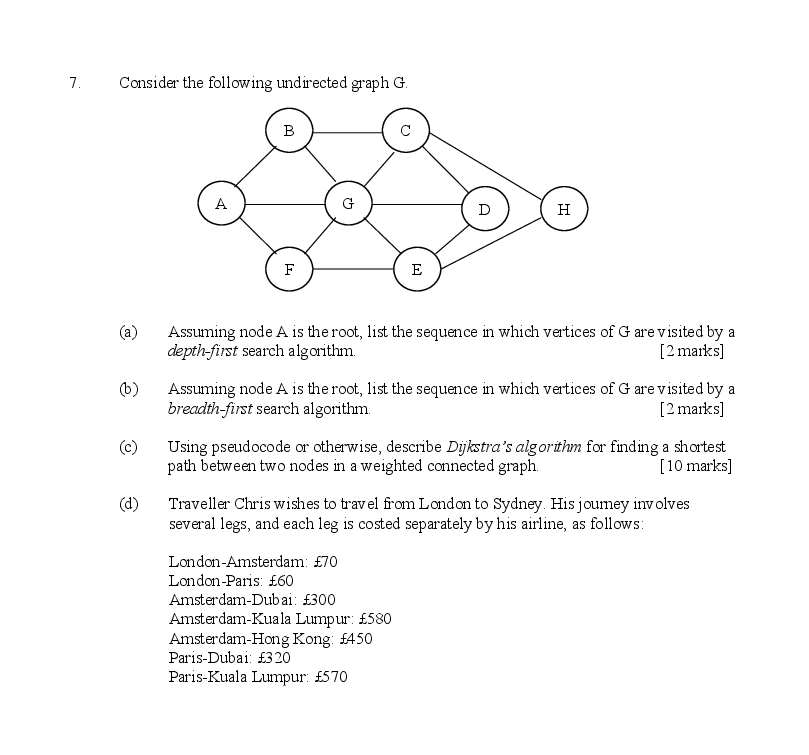 7. Consider the following undirected graph G.
B C
A G D H
F E
(a) Assuming node A is the root, list the sequence in which vertices of G are visited by a
depth-first search algorithm. [2 marks]
(b) Assuming node A is the root, list the sequence in which vertices of G are visited by a
breadth-first search algorithm. [2 marks]
(c) Using pseudocode or otherwise, describe Dijkstra's algorithm for finding a shortest
path between two nodes in a weighted connected graph. [10 marks]
(d) Traveller Chris wishes to travel from London to Sydney. His journey involves
several legs, and each leg is costed separately by his airline, as follows:
London-Amsterdam: £70
London-Paris: £60
Amsterdam-Dubai: £300
Amsterdam-Kuala Lumpur: £580
Amsterdam-Hong Kong: £450
Paris-Dubai: £320
Paris-Kuala Lumpur: £570